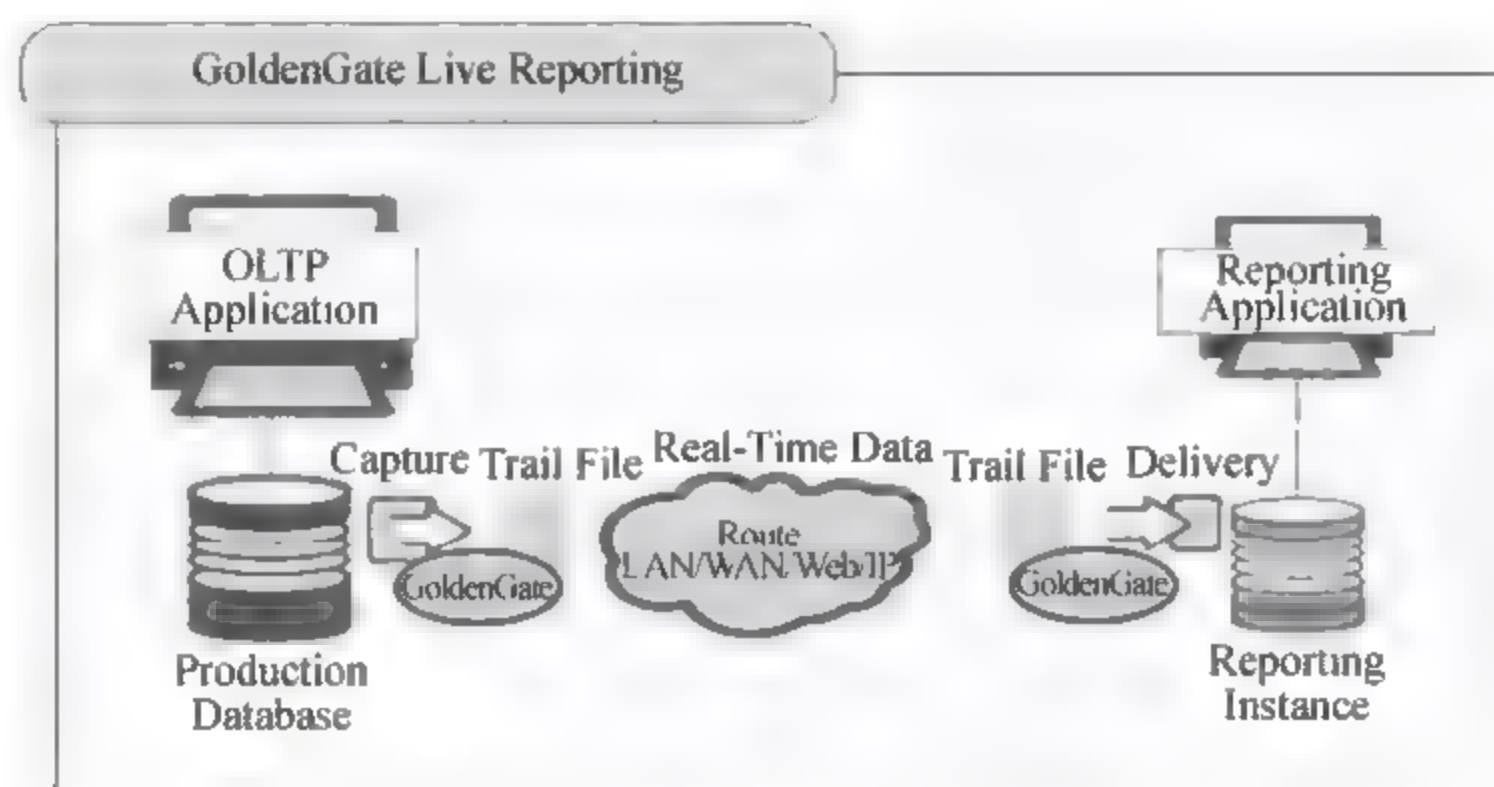 GoldenGate Live Reporting
OLTP
Application
Reporting
Application
Capture Trail File Real-Time Data Trail File Delivery
Route
LAN/WAN/Web/IP
GoldenGate
GoldenGate
Production
Database
Reporting
Instance